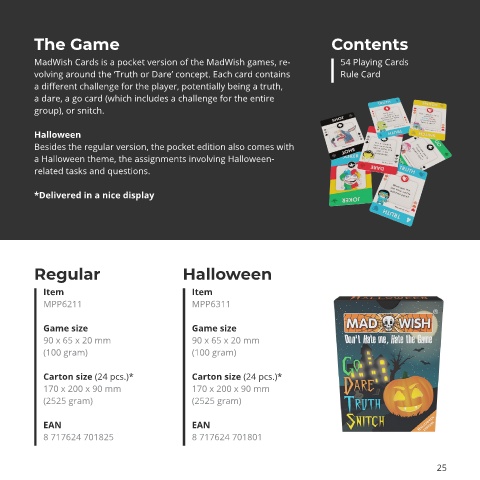 The Game
MadWish Cards is a pocket version of the MadWish games, re-
volving around the ‘Truth or Dare’ concept. Each card contains
a different challenge for the player, potentially being a truth,
a dare, a go card (which includes a challenge for the entire
group), or snitch.
Halloween
Besides the regular version, the pocket edition also comes with
a Halloween theme, the assignments involving Halloween-
related tasks and questions.
*Delivered in a nice display
Contents
54 Playing Cards
Rule Card
TRUTH
DARE
JOKER
TRUTH
Regular
Item
MPP6211
Game size
90 x 65 x 20 mm
(100 gram)
Carton size (24 pcs.)*
170 x 200 x 90 mm
(2525 gram)
EAN
8 717624 701825
Halloween
Item
MPP6311
Game size
90 x 65 x 20 mm
(100 gram)
Carton size (24 pcs.)*
170 x 200 x 90 mm
(2525 gram)
EAN
8 717624 701801
HALLOWEEN
MAD WISH
Don't Hate me, Hate the Game
Go
Dare
Truth
Snitch
25